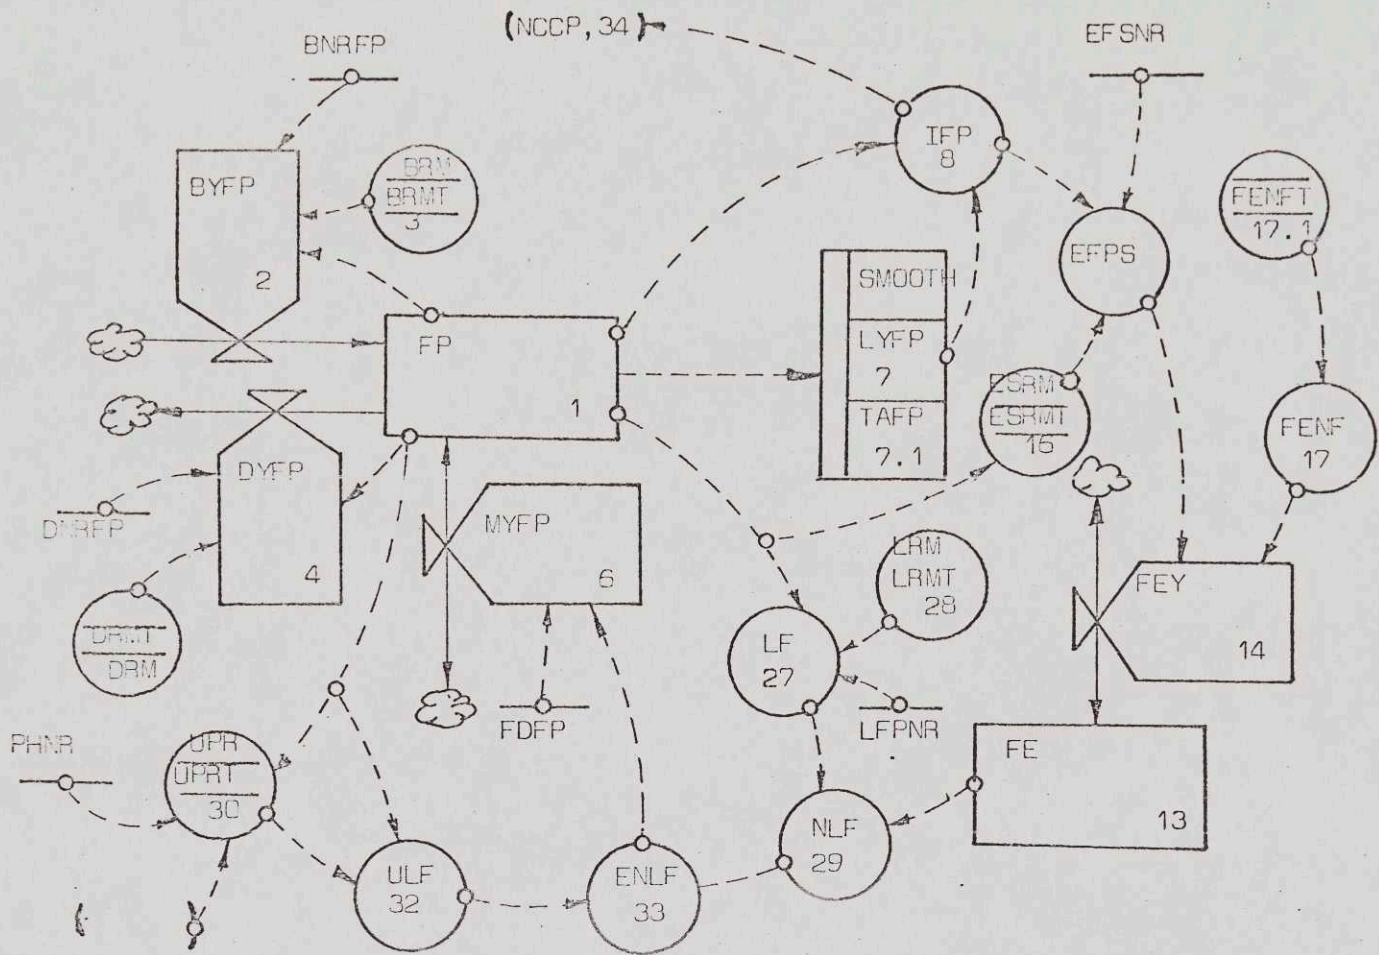 (NCCP, 34)
BNRFP
EFSNR
IFP
8
BYFP
2
BRM
BRMT
3
FENFT
17.1
EFPS
SMOOTH
LYFP
7
TAFP
7.1
FP
1
ESRM
ESRMT
16
FENF
17
DYFP
4
DNRFP
MYFP
6
LRM
LRMT
28
FEY
14
DRMT
DRM
LF
27
LFPNR
FDFP
PHNR
UPR
UPRT
30
FE
13
NLF
29
ULF
32
ENLF
33
( )